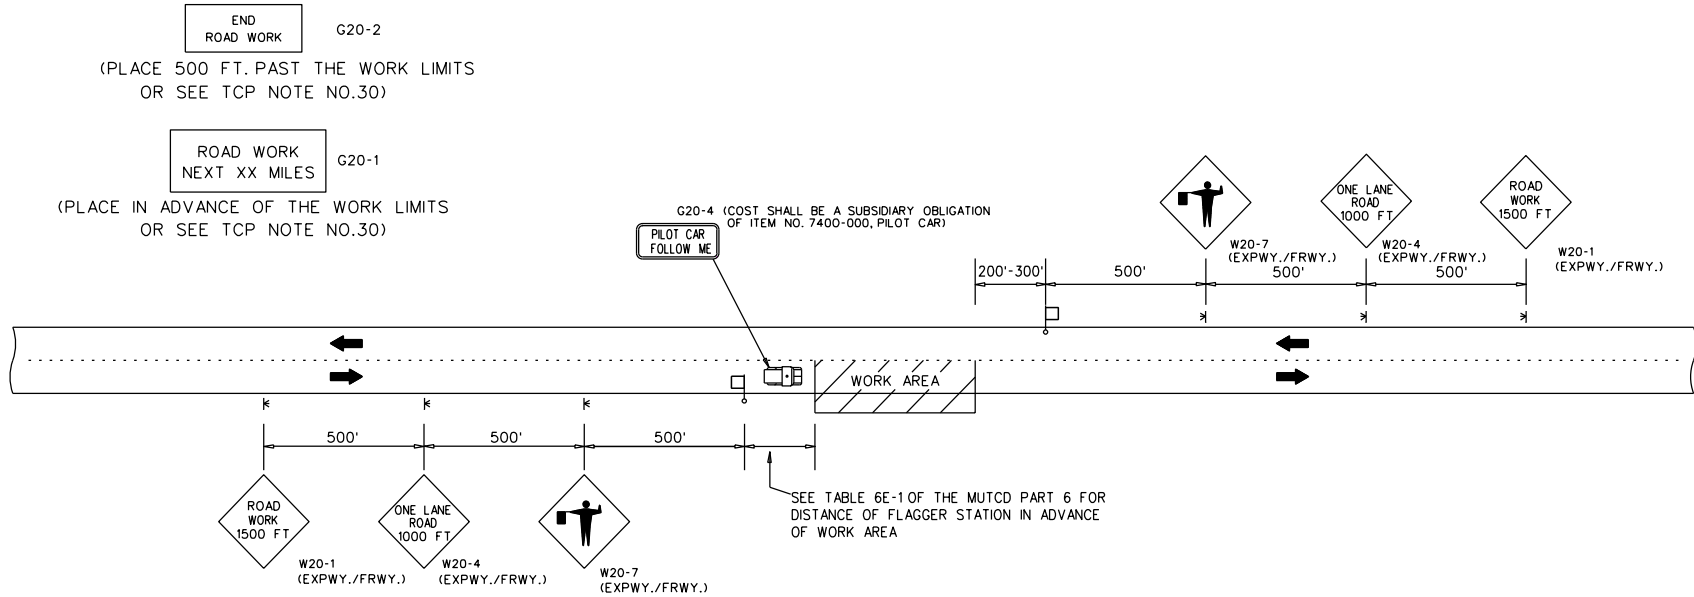 END
ROAD WORK
G20-2
(PLACE 500 FT. PAST THE WORK LIMITS
OR SEE TCP NOTE NO.30)
ROAD WORK
NEXT XX MILES
G20-1
(PLACE IN ADVANCE OF THE WORK LIMITS
OR SEE TCP NOTE NO.30)
G20-4 (COST SHALL BE A SUBSIDIARY OBLIGATION
OF ITEM NO. 7400-000, PILOT CAR)
PILOT CAR
FOLLOW ME
ONE LANE
ROAD
1000 FT
ROAD
WORK
1500 FT
W20-7
(EXPWY./FRWY.)
W20-4
(EXPWY./FRWY.)
W20-1
(EXPWY./FRWY.)
200'-300'
500'
500'
500'
WORK AREA
500'
500'
500'
ROAD
WORK
1500 FT
ONE LANE
ROAD
1000 FT
W20-1
(EXPWY./FRWY.)
W20-4
(EXPWY./FRWY.)
W20-7
(EXPWY./FRWY.)
SEE TABLE 6E-1 OF THE MUTCD PART 6 FOR
DISTANCE OF FLAGGER STATION IN ADVANCE
OF WORK AREA